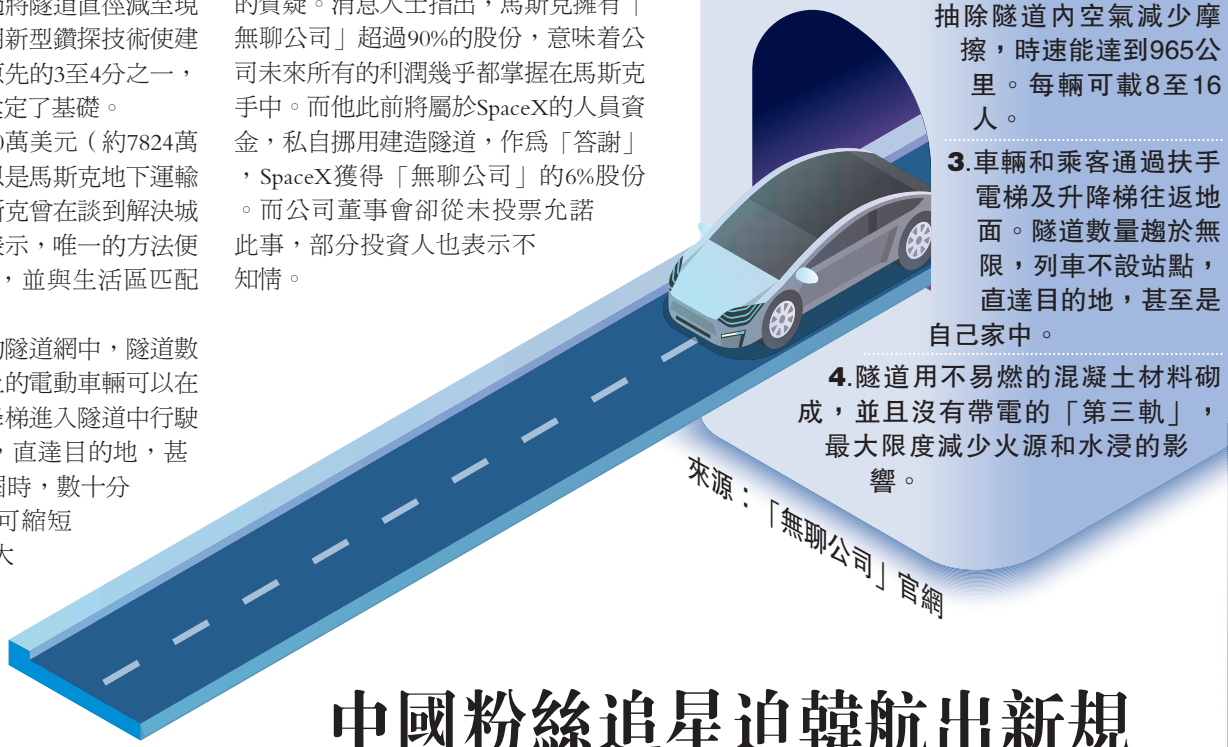 將隧道直徑減至現
新型鑽探技術使建
原先的3至4分之一，
定了基礎。
0萬美元（約7824萬
是馬斯克地下運輸
斯克曾在談到解決城
表示，唯一的方法便
，並與生活區匹配
的隧道網中，隧道數
上的電動車輛可以在
降梯進入隧道中行駛
，直達目的地，甚
時，數十分
可縮短
大
的質疑。消息人士指出，馬斯克擁有「
無聊公司」超過90%的股份，意味着公
司未來所有的利潤幾乎都掌握在馬斯克
手中。而他此前將屬於SpaceX的人員資
金，私自挪用建造隧道，作爲「答謝」
，SpaceX獲得「無聊公司」的6%股份
。而公司董事會卻從未投票允諾
此事，部分投資人也表示不
知情。
抽除隧道內空氣減少摩
擦，時速能達到965公
里。每輛可載8至16
人。
3.車輛和乘客通過扶手
電梯及升降梯往返地
面。隧道數量趨於無
限，列車不設站點，
直達目的地，甚至是
自己家中。
4.隧道用不易燃的混凝土材料砌
成，並且沒有帶電的「第三軌」，
最大限度減少火源和水浸的影
響。
來源：「無聊公司」官網
中國粉絲追星迫韓航出新規